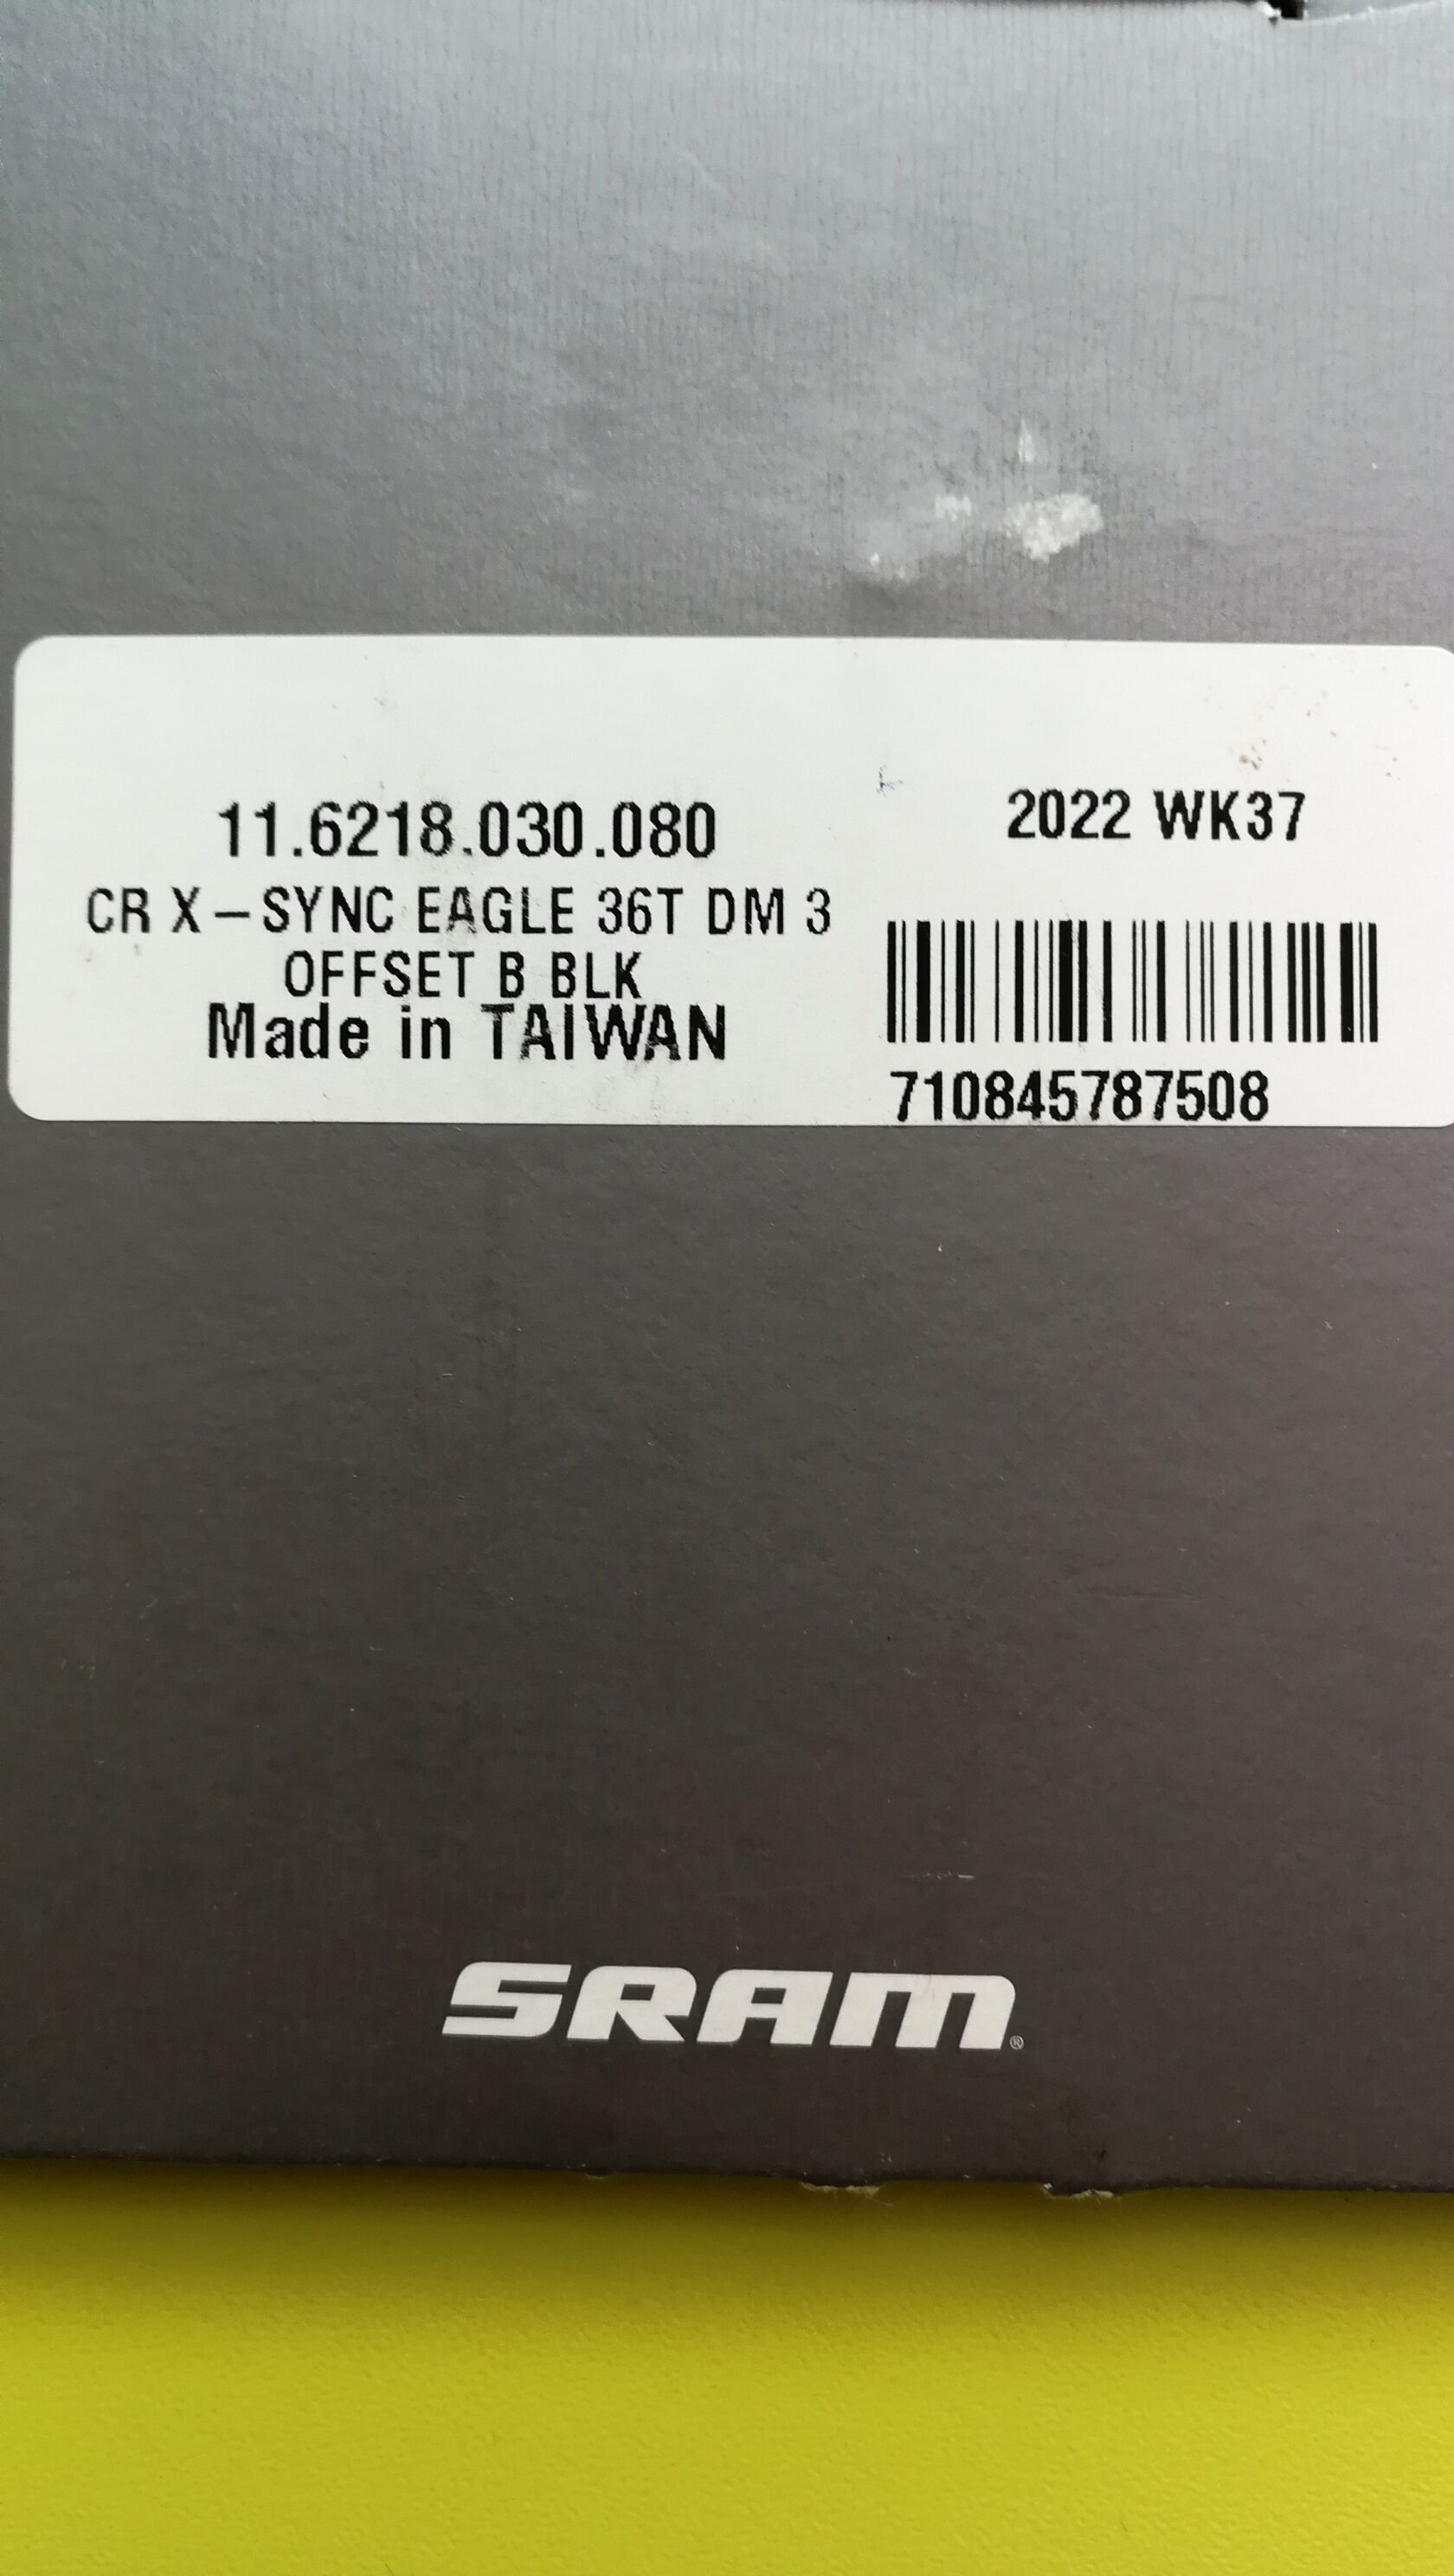 11.6218.030.080
CR X-SYNC EAGLE 36T DM 3
OFFSET B BLK
Made in TAIWAN
2022 WK37
710845787508
SRAM®